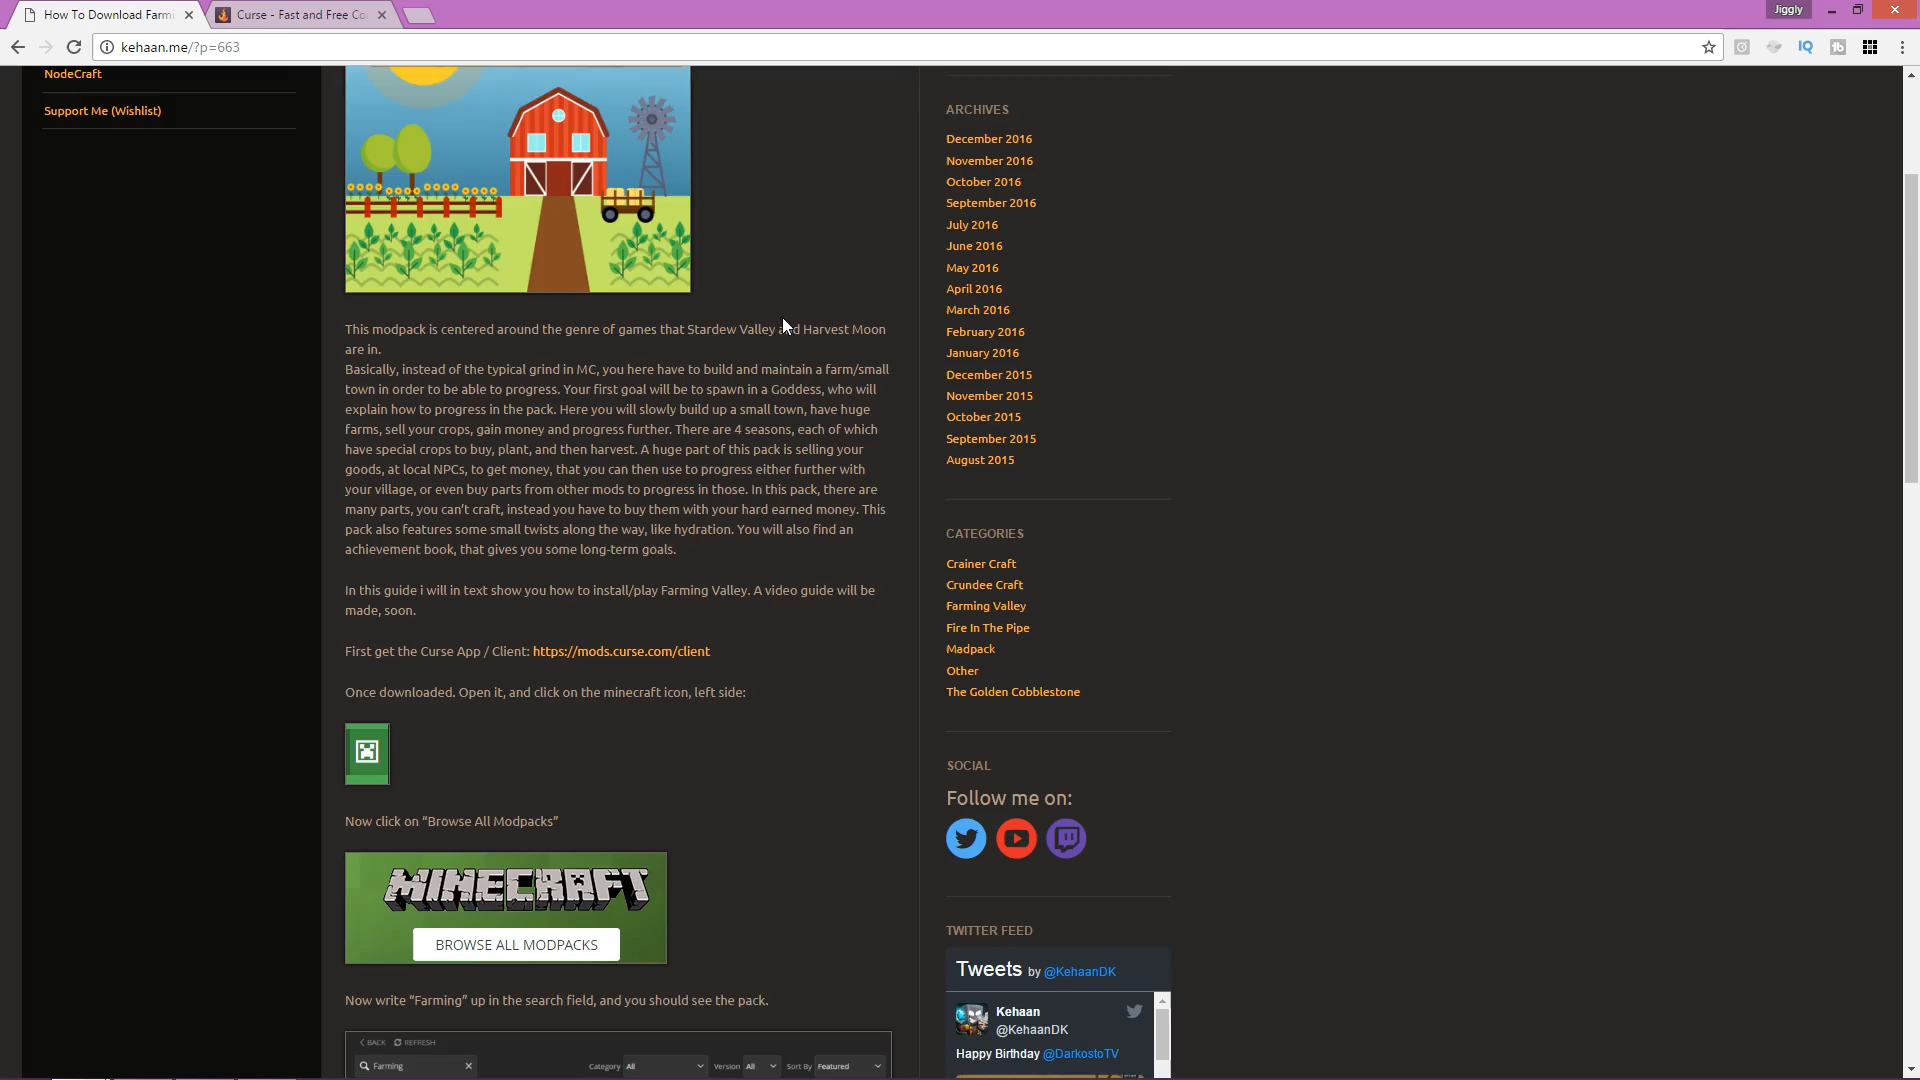 How To Download Farmi
Curse - Fast and Free Co
Jiggly
kehaan.me/?p=663
NodeCraft
Support Me (Wishlist)
This modpack is centered around the genre of games that Stardew Valley and Harvest Moon
are in.
Basically, instead of the typical grind in MC, you here have to build and maintain a farm/small
town in order to be able to progress. Your first goal will be to spawn in a Goddess, who will
explain how to progress in the pack. Here you will slowly build up a small town, have huge
farms, sell your crops, gain money and progress further. There are 4 seasons, each of which
have special crops to buy, plant, and then harvest. A huge part of this pack is selling your
goods, at local NPCs, to get money, that you can then use to progress either further with
your village, or even buy parts from other mods to progress in those. In this pack, there are
many parts, you can’t craft, instead you have to buy them with your hard earned money. This
pack also features some small twists along the way, like hydration. You will also find an
achievement book, that gives you some long-term goals.
In this guide i will in text show you how to install/play Farming Valley. A video guide will be
made, soon.
First get the Curse App / Client: https://mods.curse.com/client
Once downloaded. Open it, and click on the minecraft icon, left side:
Now click on “Browse All Modpacks”
MINECRAFT
BROWSE ALL MODPACKS
Now write “Farming” up in the search field, and you should see the pack.
BACK REFRESH
Farming Category All Version All Sort By Featured
ARCHIVES
December 2016
November 2016
October 2016
September 2016
July 2016
June 2016
May 2016
April 2016
March 2016
February 2016
January 2016
December 2015
November 2015
October 2015
September 2015
August 2015
CATEGORIES
Crainer Craft
Crundee Craft
Farming Valley
Fire In The Pipe
Madpack
Other
The Golden Cobblestone
SOCIAL
Follow me on:
TWITTER FEED
Tweets by @KehaanDK
Kehaan
@KehaanDK
Happy Birthday @DarkostoTV